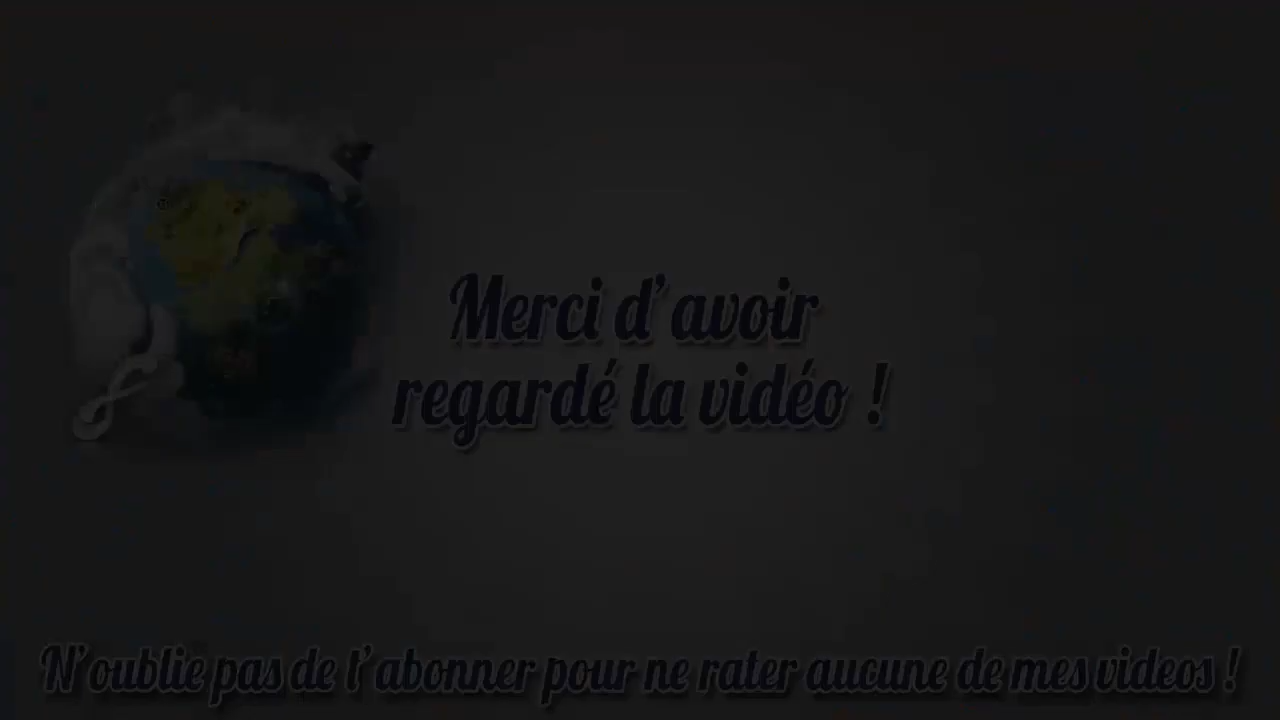 Merci d'avoir
regardé la vidéo !
N'oublie pas de t'abonner pour ne rater aucune de mes videos !